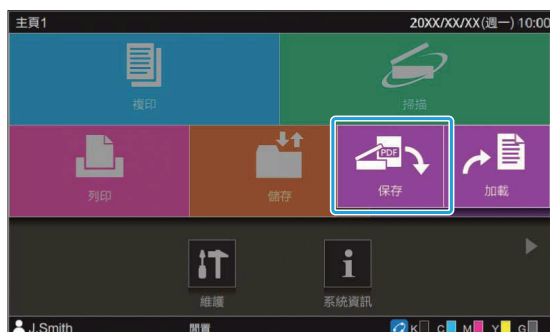 主頁1 20XX/XX/XX(週一) 10:00
複印 掃描
PDF
列印 儲存 保存 加載
維護 系統資訊
J.Smith 閒置 K C M Y G